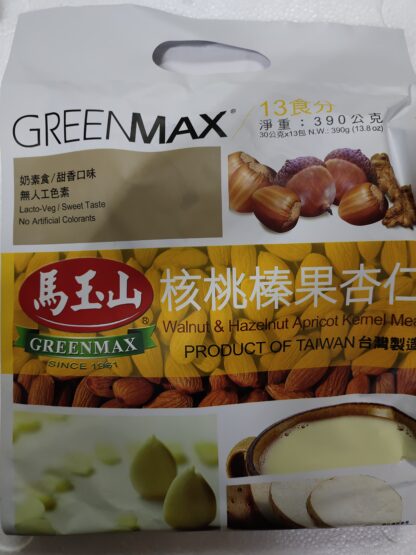 GREENMAX®
13食分
淨重：390公克
30公克x13包 N.W.: 390g (13.8 oz)
奶素食/甜香口味
無人工色素
Lacto-Veg / Sweet Taste
No Artificial Colorants
馬玉山®
GREENMAX
SINCE 1951
核桃榛果杏仁
Walnut & Hazelnut Apricot Kernel Mea
PRODUCT OF TAIWAN 台灣製造